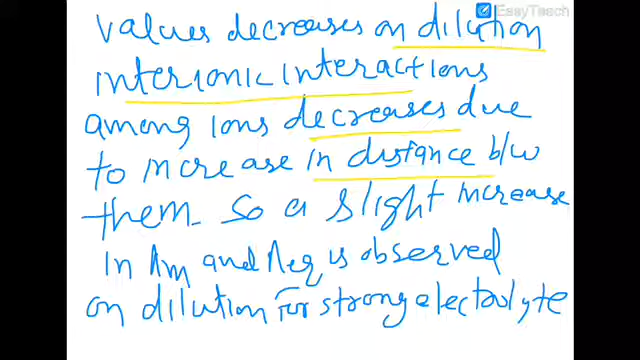 EasyTeach
values decreases on dilution
interionic interactions
among ions decreases due
to increase in distance b/w
them. So a slight increase
in Λm and Λeq is observed
on dilution for strong electrolyte